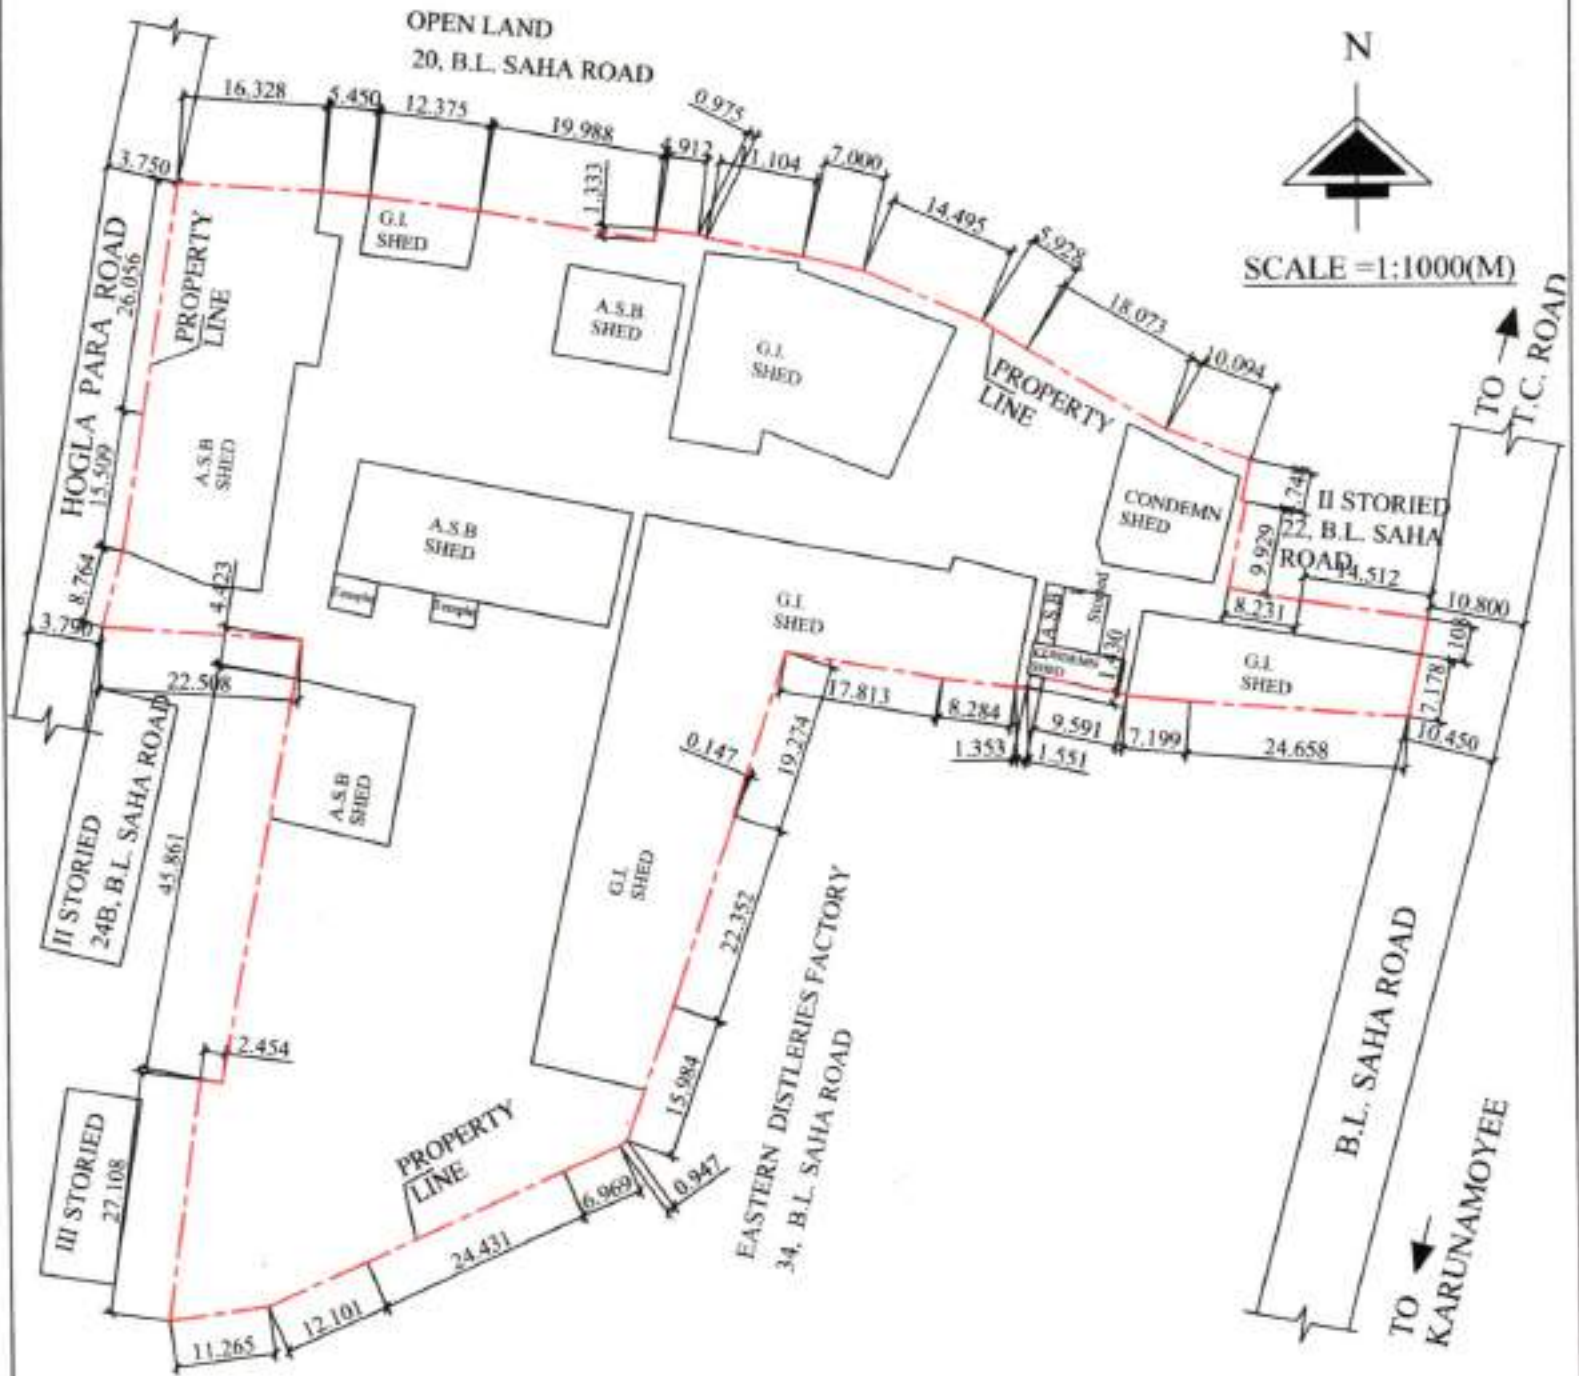 OPEN LAND
20, B.L. SAHA ROAD
N
SCALE =1:1000(M)
16.328
5.450
12.375
19.988
4.912
0.975
11.104
7.000
14.495
5.928
18.073
10.094
1.333
3.750
HOGLA PARA ROAD
26.056
15.509
8.764
3.790
PROPERTY
LINE
G.I.
SHED
A.S.B
SHED
G.I.
SHED
PROPERTY
LINE
TO
T.C. ROAD
A.S.B
SHED
A.S.B
SHED
Temple
Temple
CONDEMN
SHED
II STORIED
22, B.L. SAHA
ROAD
9.929
14.512
8.231
10.800
7.178
10.450
G.I.
SHED
A.S.B
Storied
CONDEMN
SHED
G.I.
SHED
4.423
22.508
17.813
8.284
1.353
9.591
1.551
7.199
24.658
19.274
0.147
A.S.B
SHED
II STORIED
24B, B.L. SAHA ROAD
45.861
G.I.
SHED
22.352
15.984
EASTERN DISTLERIES FACTORY
34, B.L. SAHA ROAD
B.L. SAHA ROAD
2.454
III STORIED
27.108
PROPERTY
LINE
0.947
6.969
24.431
12.101
11.265
TO
KARUNAMOYEE